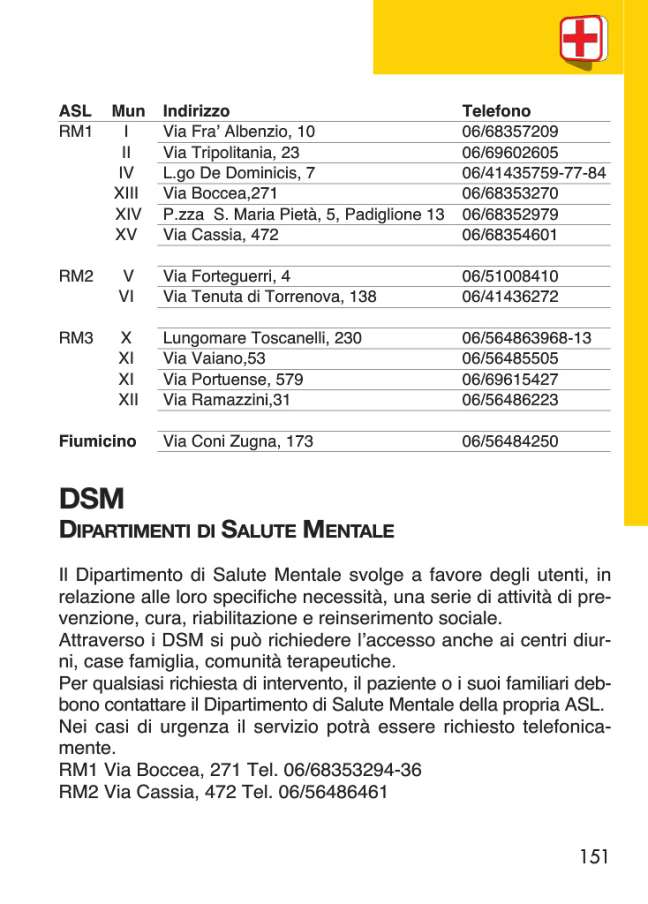 ASL Mun Indirizzo Telefono
RM1 I Via Fra’ Albenzio, 10 06/68357209
II Via Tripolitania, 23 06/69602605
IV L.go De Dominicis, 7 06/41435759-77-84
XIII Via Boccea,271 06/68353270
XIV P.zza S. Maria Pietà, 5, Padiglione 13 06/68352979
XV Via Cassia, 472 06/68354601
RM2 V Via Forteguerri, 4 06/51008410
VI Via Tenuta di Torrenova, 138 06/41436272
RM3 X Lungomare Toscanelli, 230 06/564863968-13
XI Via Vaiano,53 06/56485505
XI Via Portuense, 579 06/69615427
XII Via Ramazzini,31 06/56486223
Fiumicino Via Coni Zugna, 173 06/56484250
DSM
DIPARTIMENTI DI SALUTE MENTALE
Il Dipartimento di Salute Mentale svolge a favore degli utenti, in
relazione alle loro specifiche necessità, una serie di attività di pre-
venzione, cura, riabilitazione e reinserimento sociale.
Attraverso i DSM si può richiedere l’accesso anche ai centri diur-
ni, case famiglia, comunità terapeutiche.
Per qualsiasi richiesta di intervento, il paziente o i suoi familiari deb-
bono contattare il Dipartimento di Salute Mentale della propria ASL.
Nei casi di urgenza il servizio potrà essere richiesto telefonica-
mente.
RM1 Via Boccea, 271 Tel. 06/68353294-36
RM2 Via Cassia, 472 Tel. 06/56486461
151